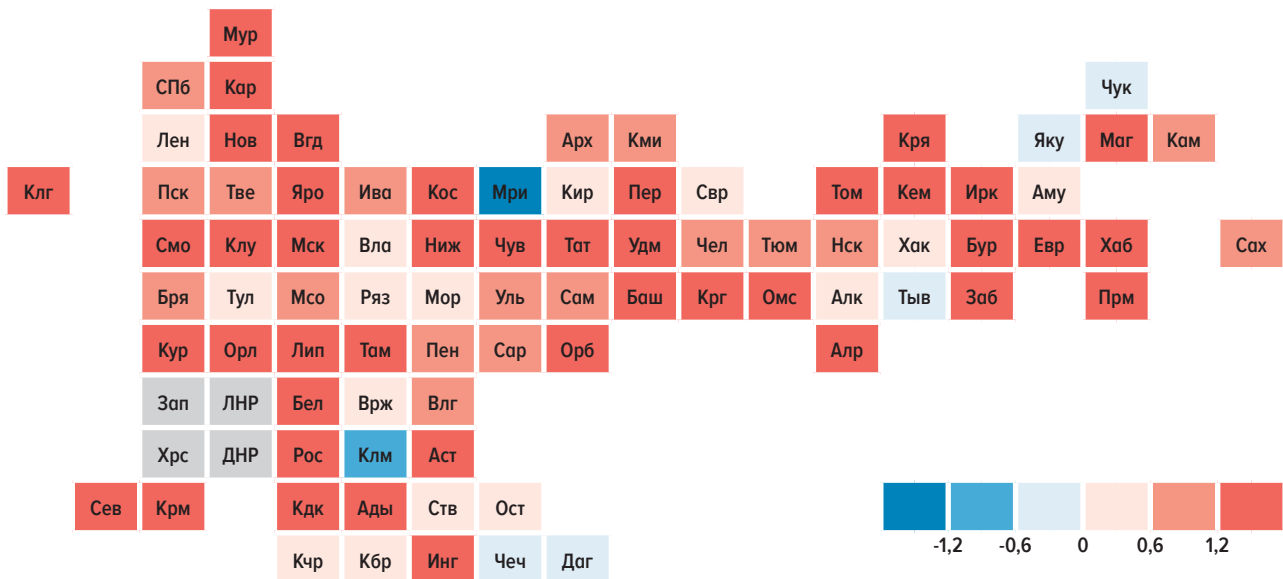 Мур
СПб Кар Чук
Лен Нов Вгд Арх Кми Кря Яку Маг Кам
Клг Пск Тве Яро Ива Кос Мри Кир Пер Свр Том Кем Ирк Аму
Смо Клу Мск Вла Ниж Чув Тат Удм Чел Тюм Нск Хак Бур Евр Хаб Сах
Бря Тул Мсо Ряз Мор Уль Сам Баш Крг Омс Алк Тыв Заб Прм
Кур Орл Лип Там Пен Сар Орб Алр
Зап ЛНР Бел Врж Влг
Хрс ДНР Рос Клм Аст
Сев Крм Кдк Ады Ств Ост
-1,2 -0,6 0 0,6 1,2
Кчр Кбр Инг Чеч Даг